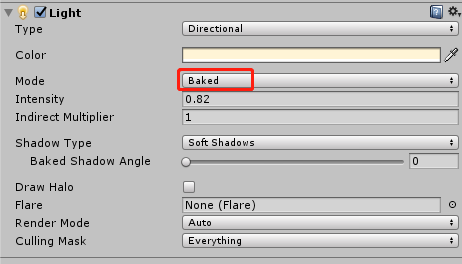 Light
Type Directional
Color
Mode Baked
Intensity 0.82
Indirect Multiplier 1
Shadow Type Soft Shadows
Baked Shadow Angle 0
Draw Halo
Flare None (Flare)
Render Mode Auto
Culling Mask Everything